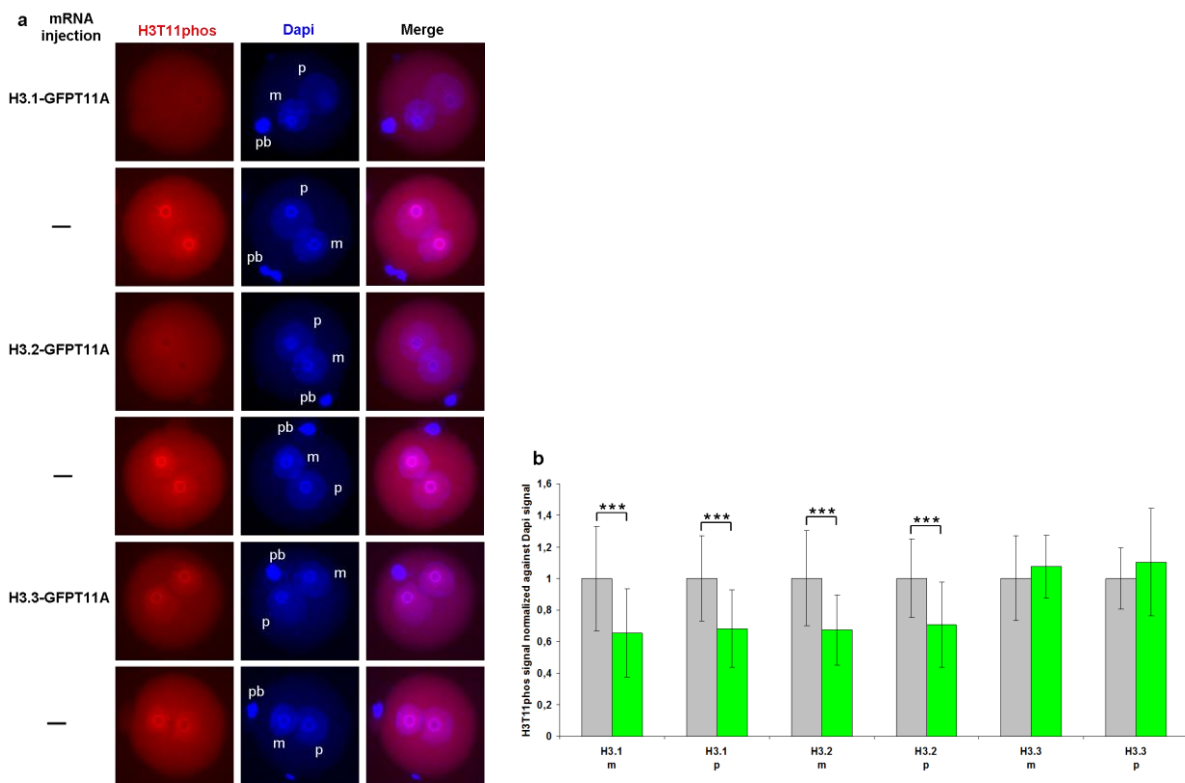 a
mRNA
injection
H3T11phos
Dapi
Merge
H3.1-GFPT11A
p
m
pb
—
p
m
pb
H3.2-GFPT11A
p
m
pb
—
pb
m
p
H3.3-GFPT11A
pb
m
p
—
pb
m
p
b
H3T11phos signal normalized against Dapi signal
1,6
1,4
1,2
1
0,8
0,6
0,4
0,2
0
*** *** *** ***
H3.1 H3.1 H3.2 H3.2 H3.3 H3.3
m p m p m p